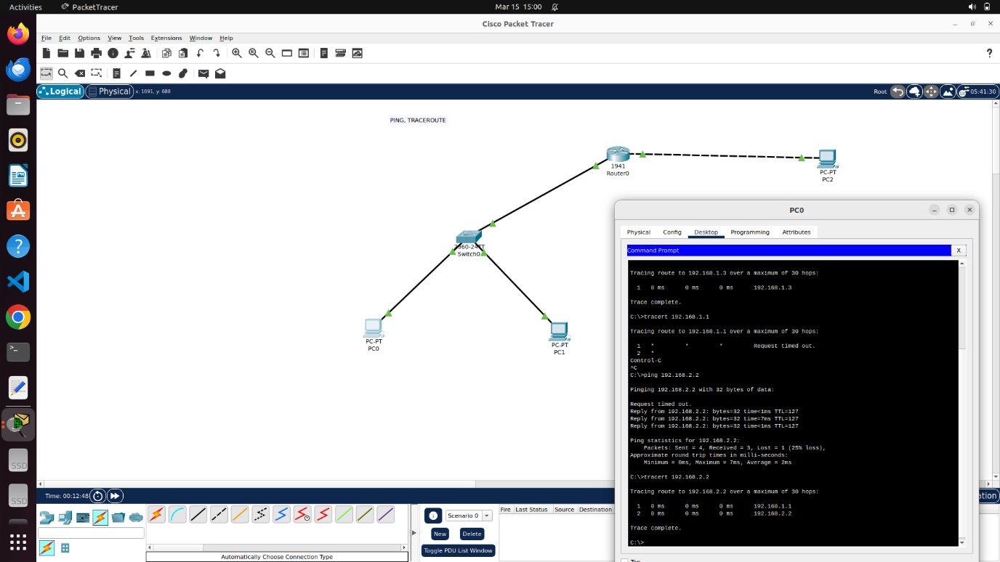 Activities
PacketTracer
Mar 15 15:00
Cisco Packet Tracer
File Edit Options View Tools Extensions Window Help
?
Logical
Physical
x: 1091, y: 688
Root
05:41:30
PING, TRACEROUTE
1941
Router0
PC-PT
PC2
2960-24TT
Switch0
PC-PT
PC0
PC-PT
PC1
PC0
Physical Config Desktop Programming Attributes
Command Prompt
X
Tracing route to 192.168.1.3 over a maximum of 30 hops:
1 0 ms 0 ms 0 ms 192.168.1.3
Trace complete.
C:\>tracert 192.168.1.1
Tracing route to 192.168.1.1 over a maximum of 30 hops:
1 * * * Request timed out.
2 *
Control-C
^C
C:\>ping 192.168.2.2
Pinging 192.168.2.2 with 32 bytes of data:
Request timed out.
Reply from 192.168.2.2: bytes=32 time<1ms TTL=127
Reply from 192.168.2.2: bytes=32 time=7ms TTL=127
Reply from 192.168.2.2: bytes=32 time<1ms TTL=127
Ping statistics for 192.168.2.2:
Packets: Sent = 4, Received = 3, Lost = 1 (25% loss),
Approximate round trip times in milli-seconds:
Minimum = 0ms, Maximum = 7ms, Average = 2ms
C:\>tracert 192.168.2.2
Tracing route to 192.168.2.2 over a maximum of 30 hops:
1 0 ms 0 ms 0 ms 192.168.1.1
2 0 ms 0 ms 0 ms 192.168.2.2
Trace complete.
C:\>
Time: 00:12:48
Scenario 0
New
Delete
Toggle PDU List Window
Fire Last Status Source Destination
Automatically Choose Connection Type
SSD
SSD